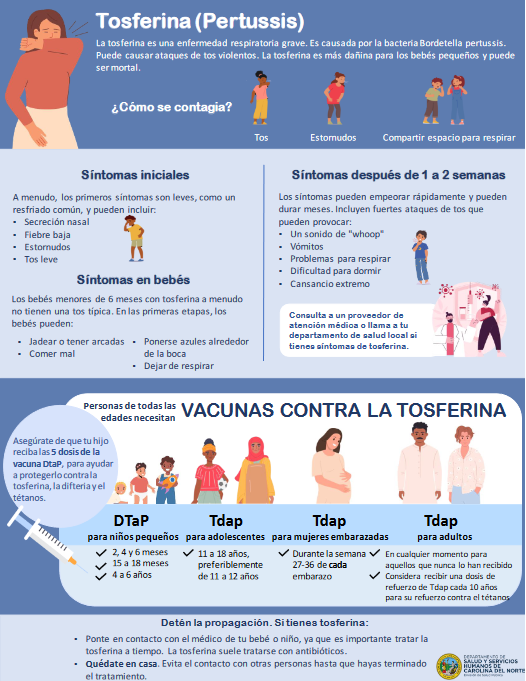 Tosferina (Pertussis)
La tosferina es una enfermedad respiratoria grave. Es causada por la bacteria Bordetella pertussis.
Puede causar ataques de tos violentos. La tosferina es más dañina para los bebés pequeños y puede
ser mortal.
¿Cómo se contagia?
Tos
Estornudos
Compartir espacio para respirar
Síntomas iniciales
A menudo, los primeros síntomas son leves, como un
resfriado común, y pueden incluir:
• Secreción nasal
• Fiebre baja
• Estornudos
• Tos leve
Síntomas en bebés
Los bebés menores de 6 meses con tosferina a menudo
no tienen una tos típica. En las primeras etapas, los
bebés pueden:
• Jadear o tener arcadas
• Comer mal
• Ponerse azules alrededor
de la boca
• Dejar de respirar
Síntomas después de 1 a 2 semanas
Los síntomas pueden empeorar rápidamente y pueden
durar meses. Incluyen fuertes ataques de tos que
pueden provocar:
• Un sonido de "whoop"
• Vómitos
• Problemas para respirar
• Dificultad para dormir
• Cansancio extremo
Consulta a un proveedor de
atención médica o llama a tu
departamento de salud local si
tienes síntomas de tosferina.
Personas de todas las
edades necesitan
VACUNAS CONTRA LA TOSFERINA
Asegúrate de que tu hijo
reciba las 5 dosis de la
vacuna DtaP, para ayudar
a protegerlo contra la
tosferina, la difteria y el
tétanos.
DTaP
para niños pequeños
✓ 2, 4 y 6 meses
✓ 15 a 18 meses
✓ 4 a 6 años
Tdap
para adolescentes
✓ 11 a 18 años,
preferiblemente
de 11 a 12 años
Tdap
para mujeres embarazadas
✓ Durante la semana
27-36 de cada
embarazo
Tdap
para adultos
✓ En cualquier momento para
aquellos que nunca lo han recibido
✓ Considera recibir una dosis de
refuerzo de Tdap cada 10 años
para su refuerzo contra el tétanos
Detén la propagación. Si tienes tosferina:
• Ponte en contacto con el médico de tu bebé o niño, ya que es importante tratar la
tosferina a tiempo. La tosferina suele tratarse con antibióticos.
• Quédate en casa. Evita el contacto con otras personas hasta que hayas terminado
el tratamiento.
DEPARTAMENTO DE
SALUD Y SERVICIOS
HUMANOS DE
CAROLINA DEL NORTE